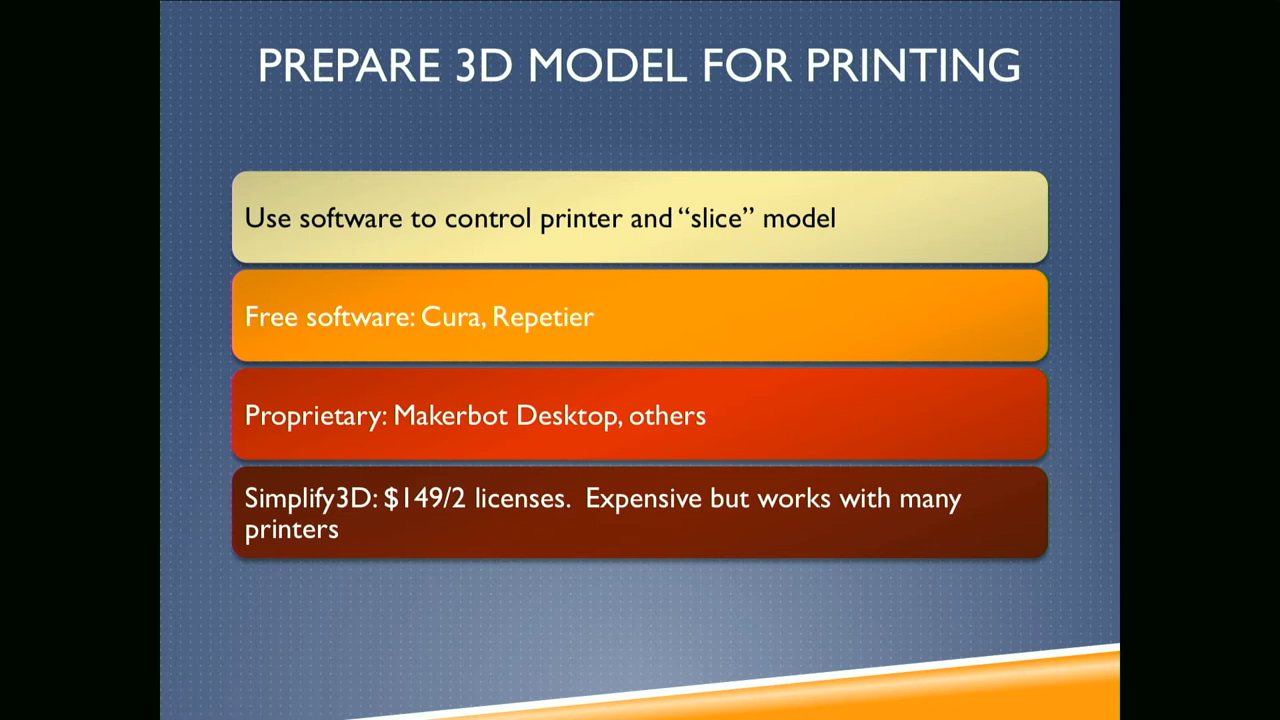 PREPARE 3D MODEL FOR PRINTING
Use software to control printer and “slice” model
Free software: Cura, Repetier
Proprietary: Makerbot Desktop, others
Simplify3D: $149/2 licenses.  Expensive but works with many
printers